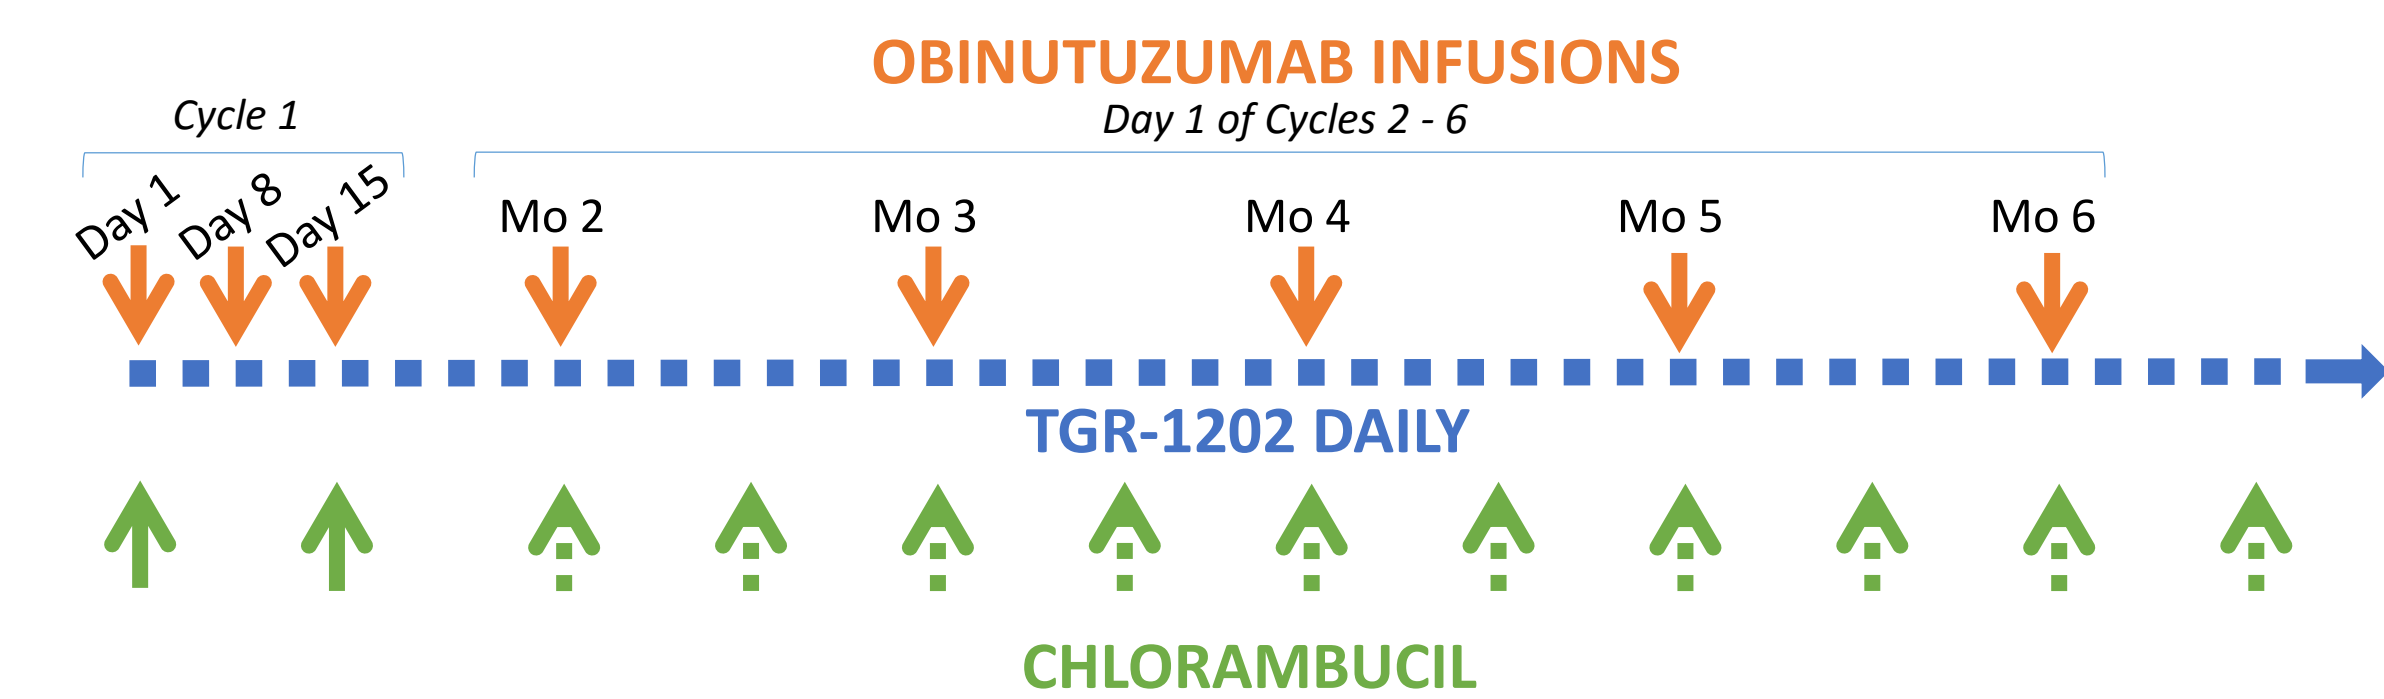 OBINUTUZUMAB INFUSIONS
Cycle 1
Day 1 of Cycles 2 - 6
Day 1
Day 8
Day 15
Mo 2
Mo 3
Mo 4
Mo 5
Mo 6
TGR-1202 DAILY
CHLORAMBUCIL